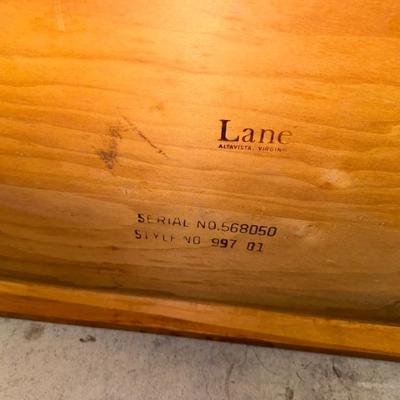 Lane
ALTAVISTA, VIRGINIA
SERIAL NO.568050
STYLE NO 997 01